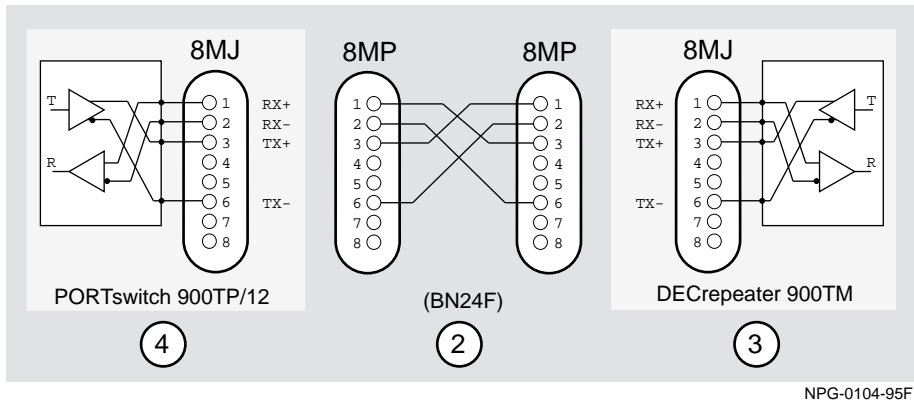 8MJ 8MP 8MP 8MJ
T 1 RX+ 1 1 RX+ 1 T
2 RX- 2 2 RX- 2
3 TX+ 3 3 TX+ 3
R 4 4 4 4 R
5 5 5 5
6 TX- 6 6 TX- 6
7 7 7 7
8 8 8 8
PORTswitch 900TP/12 (BN24F) DECrepeater 900TM
4 2 3
NPG-0104-95F